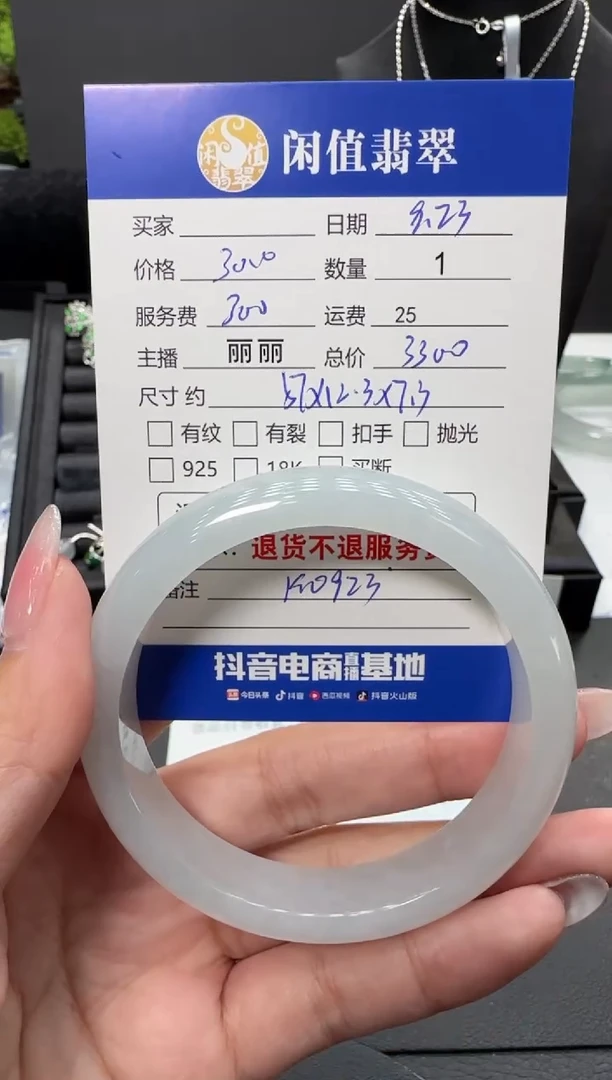 闲值翡翠
闲值翡翠
买家 日期 9.23
价格 3000 数量 1
服务费 300 运费 25
主播 丽丽 总价 3300
尺寸约 57x12.3x7.3
有纹 有裂 扣手 抛光
925 18K 买断
退货不退服务费
备注 K0923
抖音电商直播基地
今日头条 抖音 西瓜视频 抖音火山版